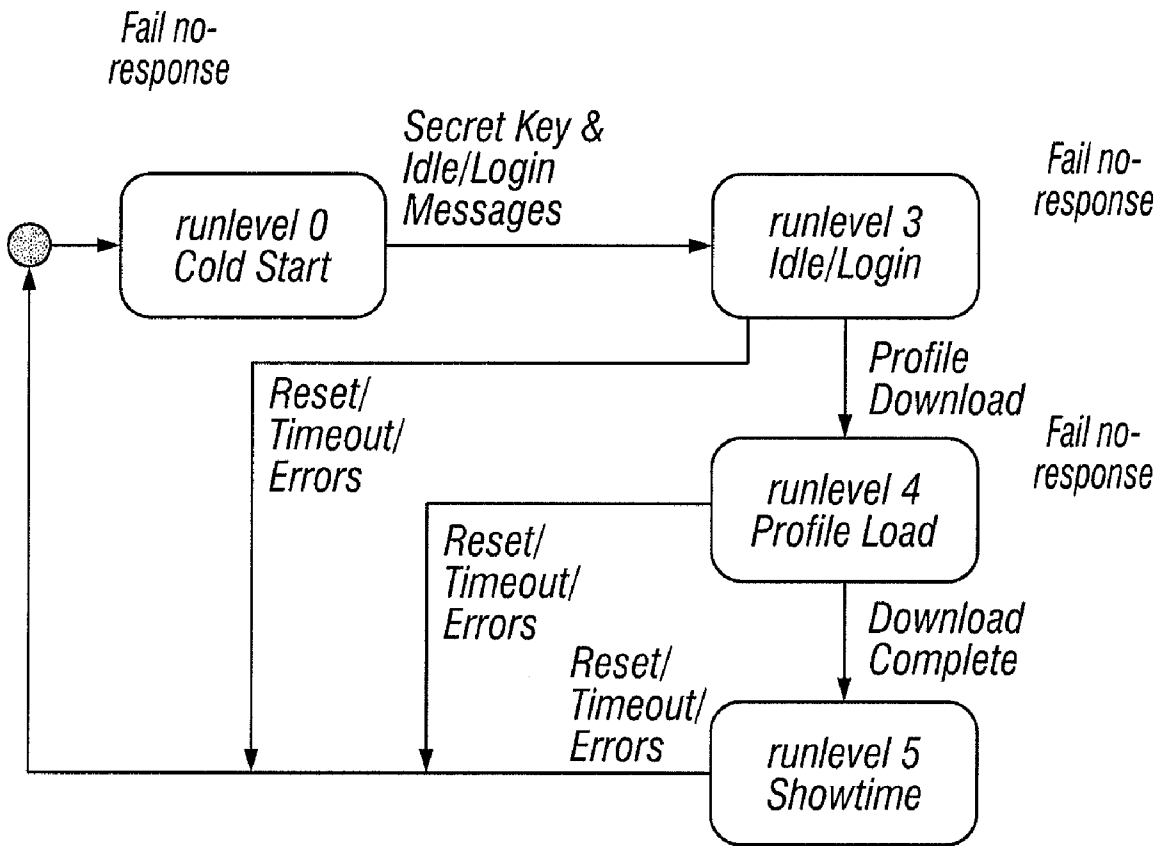 Fail no-
response
Secret Key &
Idle/Login
Messages
Fail no-
response
runlevel 0
Cold Start
runlevel 3
Idle/Login
Reset/
Timeout/
Errors
Profile
Download
Fail no-
response
runlevel 4
Profile Load
Reset/
Timeout/
Errors
Download
Complete
Reset/
Timeout/
Errors
runlevel 5
Showtime